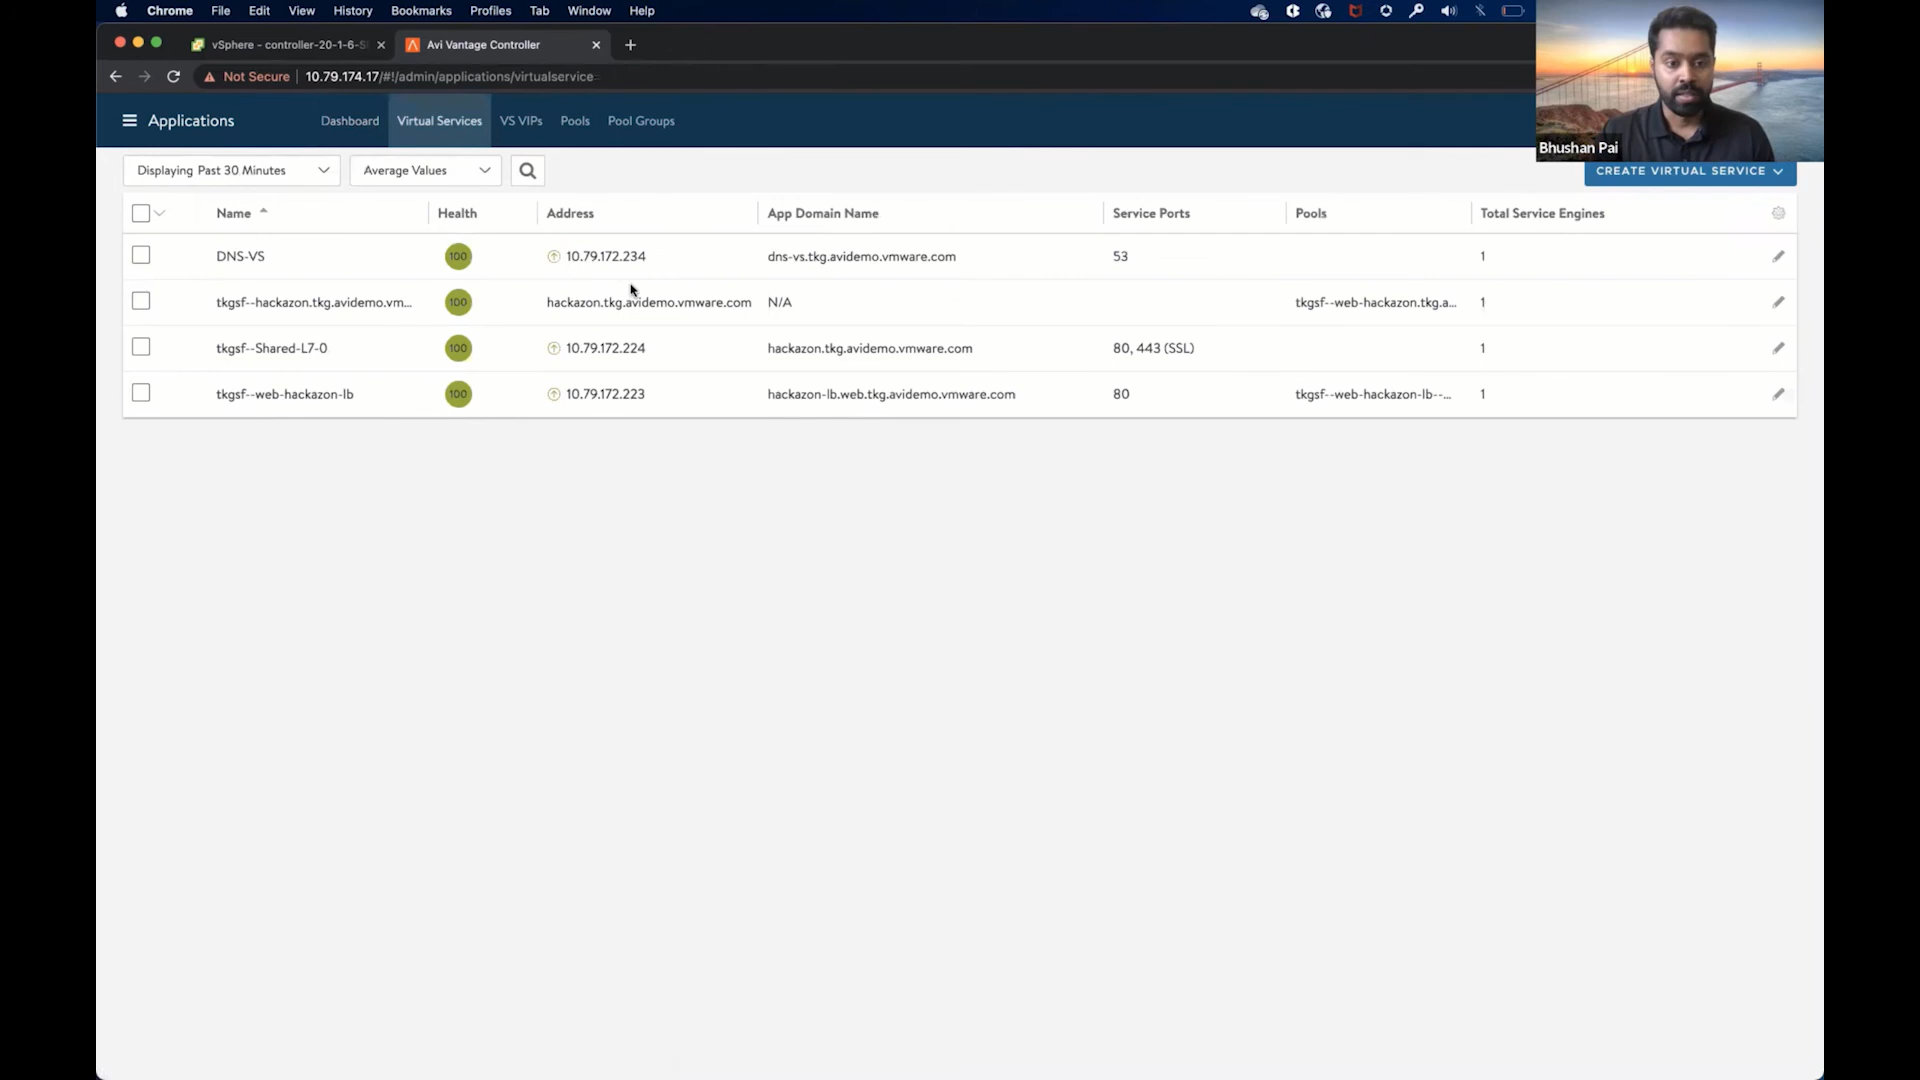 Chrome File Edit View History Bookmarks Profiles Tab Window Help
vSphere - controller-20-1-6-S
Avi Vantage Controller
Not Secure 10.79.174.17/#!/admin/applications/virtualservice
Applications Dashboard Virtual Services VS VIPs Pools Pool Groups
Bhushan Pai
Displaying Past 30 Minutes Average Values CREATE VIRTUAL SERVICE
Name Health Address App Domain Name Service Ports Pools Total Service Engines
DNS-VS 100 10.79.172.234 dns-vs.tkg.avidemo.vmware.com 53 1
tkgsf--hackazon.tkg.avidemo.vm... 100 hackazon.tkg.avidemo.vmware.com N/A tkgsf--web-hackazon.tkg.a... 1
tkgsf--Shared-L7-0 100 10.79.172.224 hackazon.tkg.avidemo.vmware.com 80, 443 (SSL) 1
tkgsf--web-hackazon-lb 100 10.79.172.223 hackazon-lb.web.tkg.avidemo.vmware.com 80 tkgsf--web-hackazon-lb--... 1